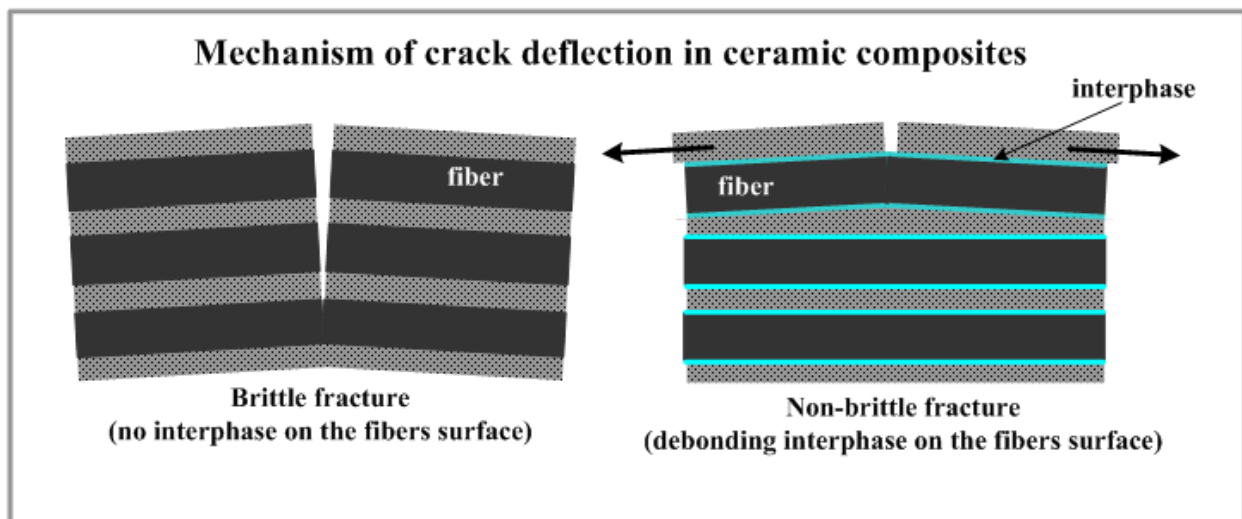 Mechanism of crack deflection in ceramic composites
interphase
fiber
fiber
Brittle fracture
(no interphase on the fibers surface)
Non-brittle fracture
(debonding interphase on the fibers surface)